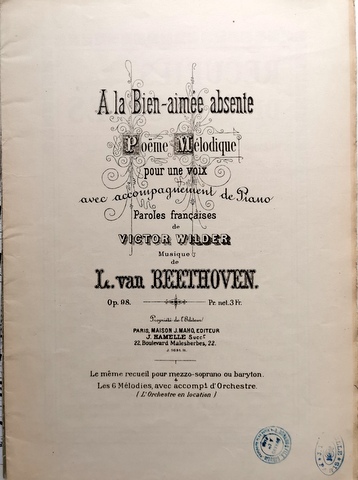 A la Bien-aimée absente
Poëme Mélodique
pour une voix
avec accompagnement de Piano
Paroles françaises
de
VICTOR WILDER
Musique
de
L. van BEETHOVEN.
Op. 98. Pr. net. 3 Fr.
Propriété de l'Editeur
PARIS, MAISON J. MAHO, EDITEUR
J. HAMELLE Succr
22, Boulevard Malesherbes, 22.
Le même recueil pour mezzo-soprano ou baryton.
&
Les 6 Mélodies, avec accompt d'Orchestre.
(L'Orchestre en location)